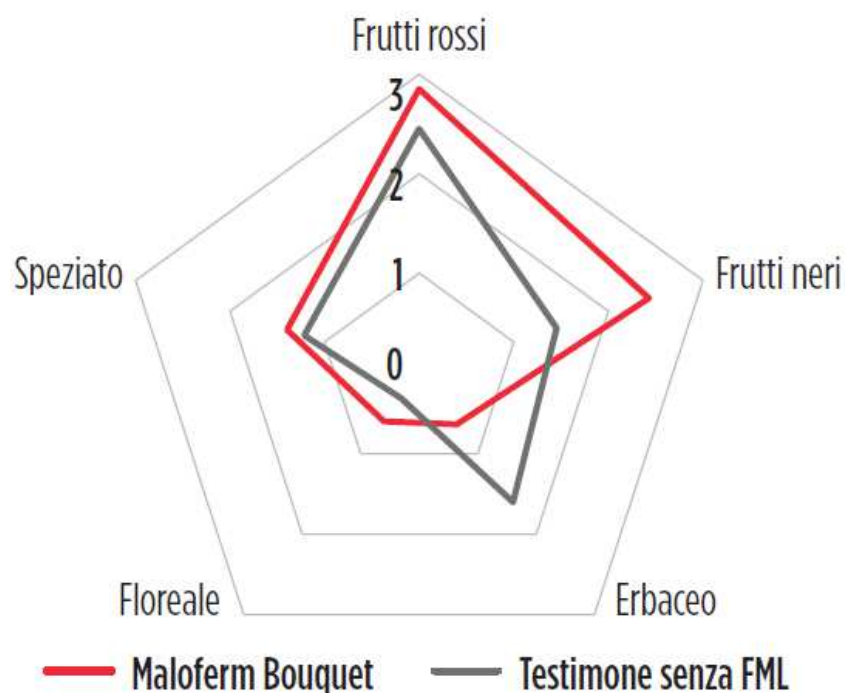 Frutti rossi
3
2
1
0
Speziato
Frutti neri
Floreale
Erbaceo
Maloferm Bouquet
Testimone senza FML